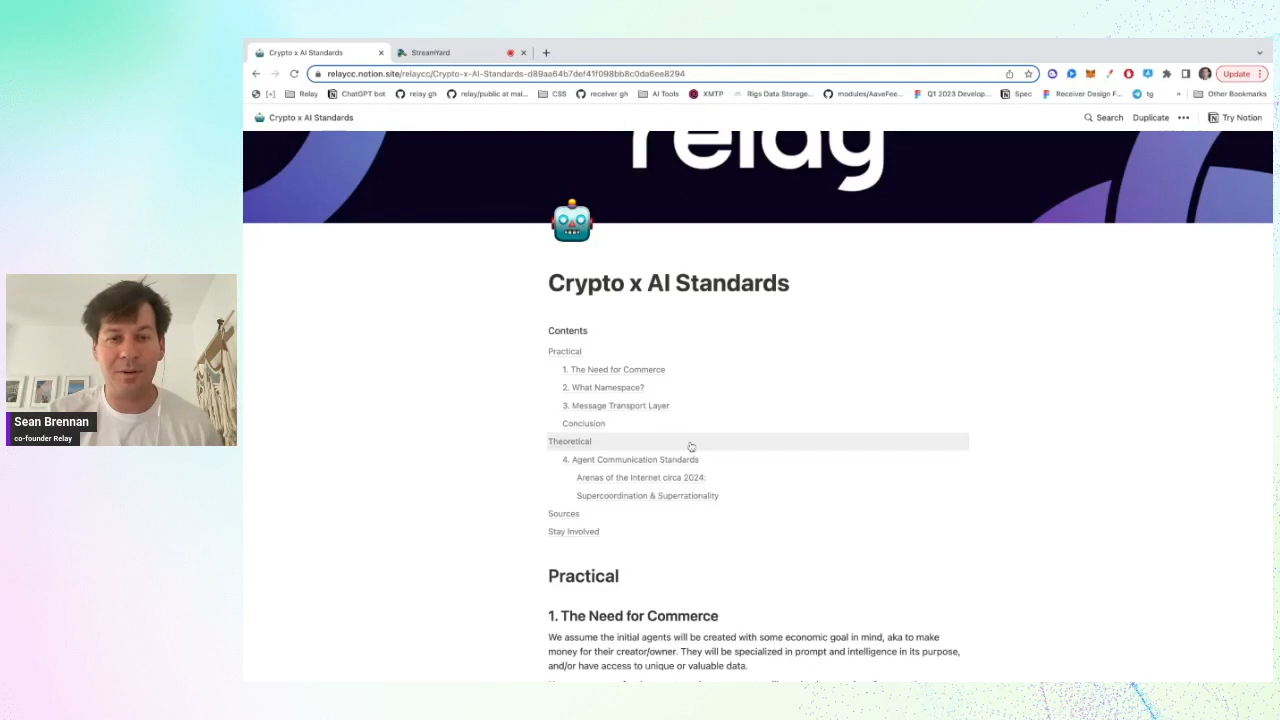 Crypto x AI Standards
StreamYard
relaycc.notion.site/relaycc/Crypto-x-AI-Standards-d89aa64b7def41f098bb8c0da6ee8294
Update
[+]
Relay
ChatGPT bot
relay gh
relay/public at mai...
CSS
receiver gh
AI Tools
XMTP
Rigs Data Storage...
modules/AaveFee...
Q1 2023 Develop...
Spec
Receiver Design F...
tg
»
Other Bookmarks
Crypto x AI Standards
Search
Duplicate
•••
Try Notion
relay
Crypto x AI Standards
Contents
Practical
1. The Need for Commerce
2. What Namespace?
3. Message Transport Layer
Conclusion
Theoretical
4. Agent Communication Standards
Arenas of the Internet circa 2024:
Supercoordination & Superrationality
Sources
Stay Involved
Practical
1. The Need for Commerce
We assume the initial agents will be created with some economic goal in mind, aka to make
money for their creator/owner. They will be specialized in prompt and intelligence in its purpose,
and/or have access to unique or valuable data.
Sean Brennan
co-founder Relay